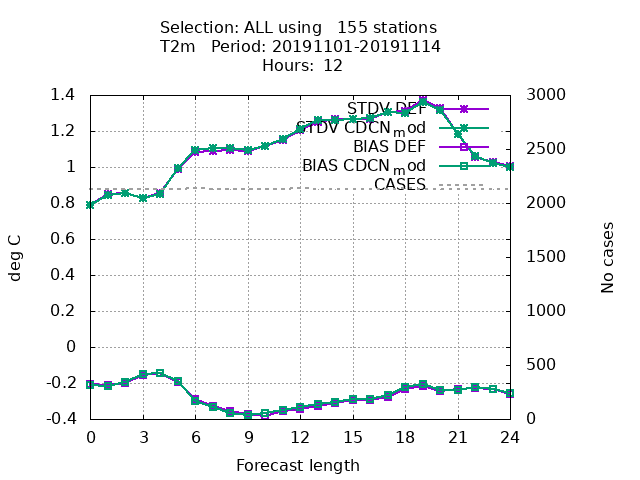 Selection: ALL using   155 stations
T2m   Period: 20191101-20191114
Hours:  12
1.4
1.2
1
0.8
0.6
0.4
0.2
0
-0.2
-0.4
deg C
STDV DEF
STDV CDCNmod
BIAS DEF
BIAS CDCNmod
CASES
3000
2500
2000
1500
1000
500
0
No cases
0 3 6 9 12 15 18 21 24
Forecast length